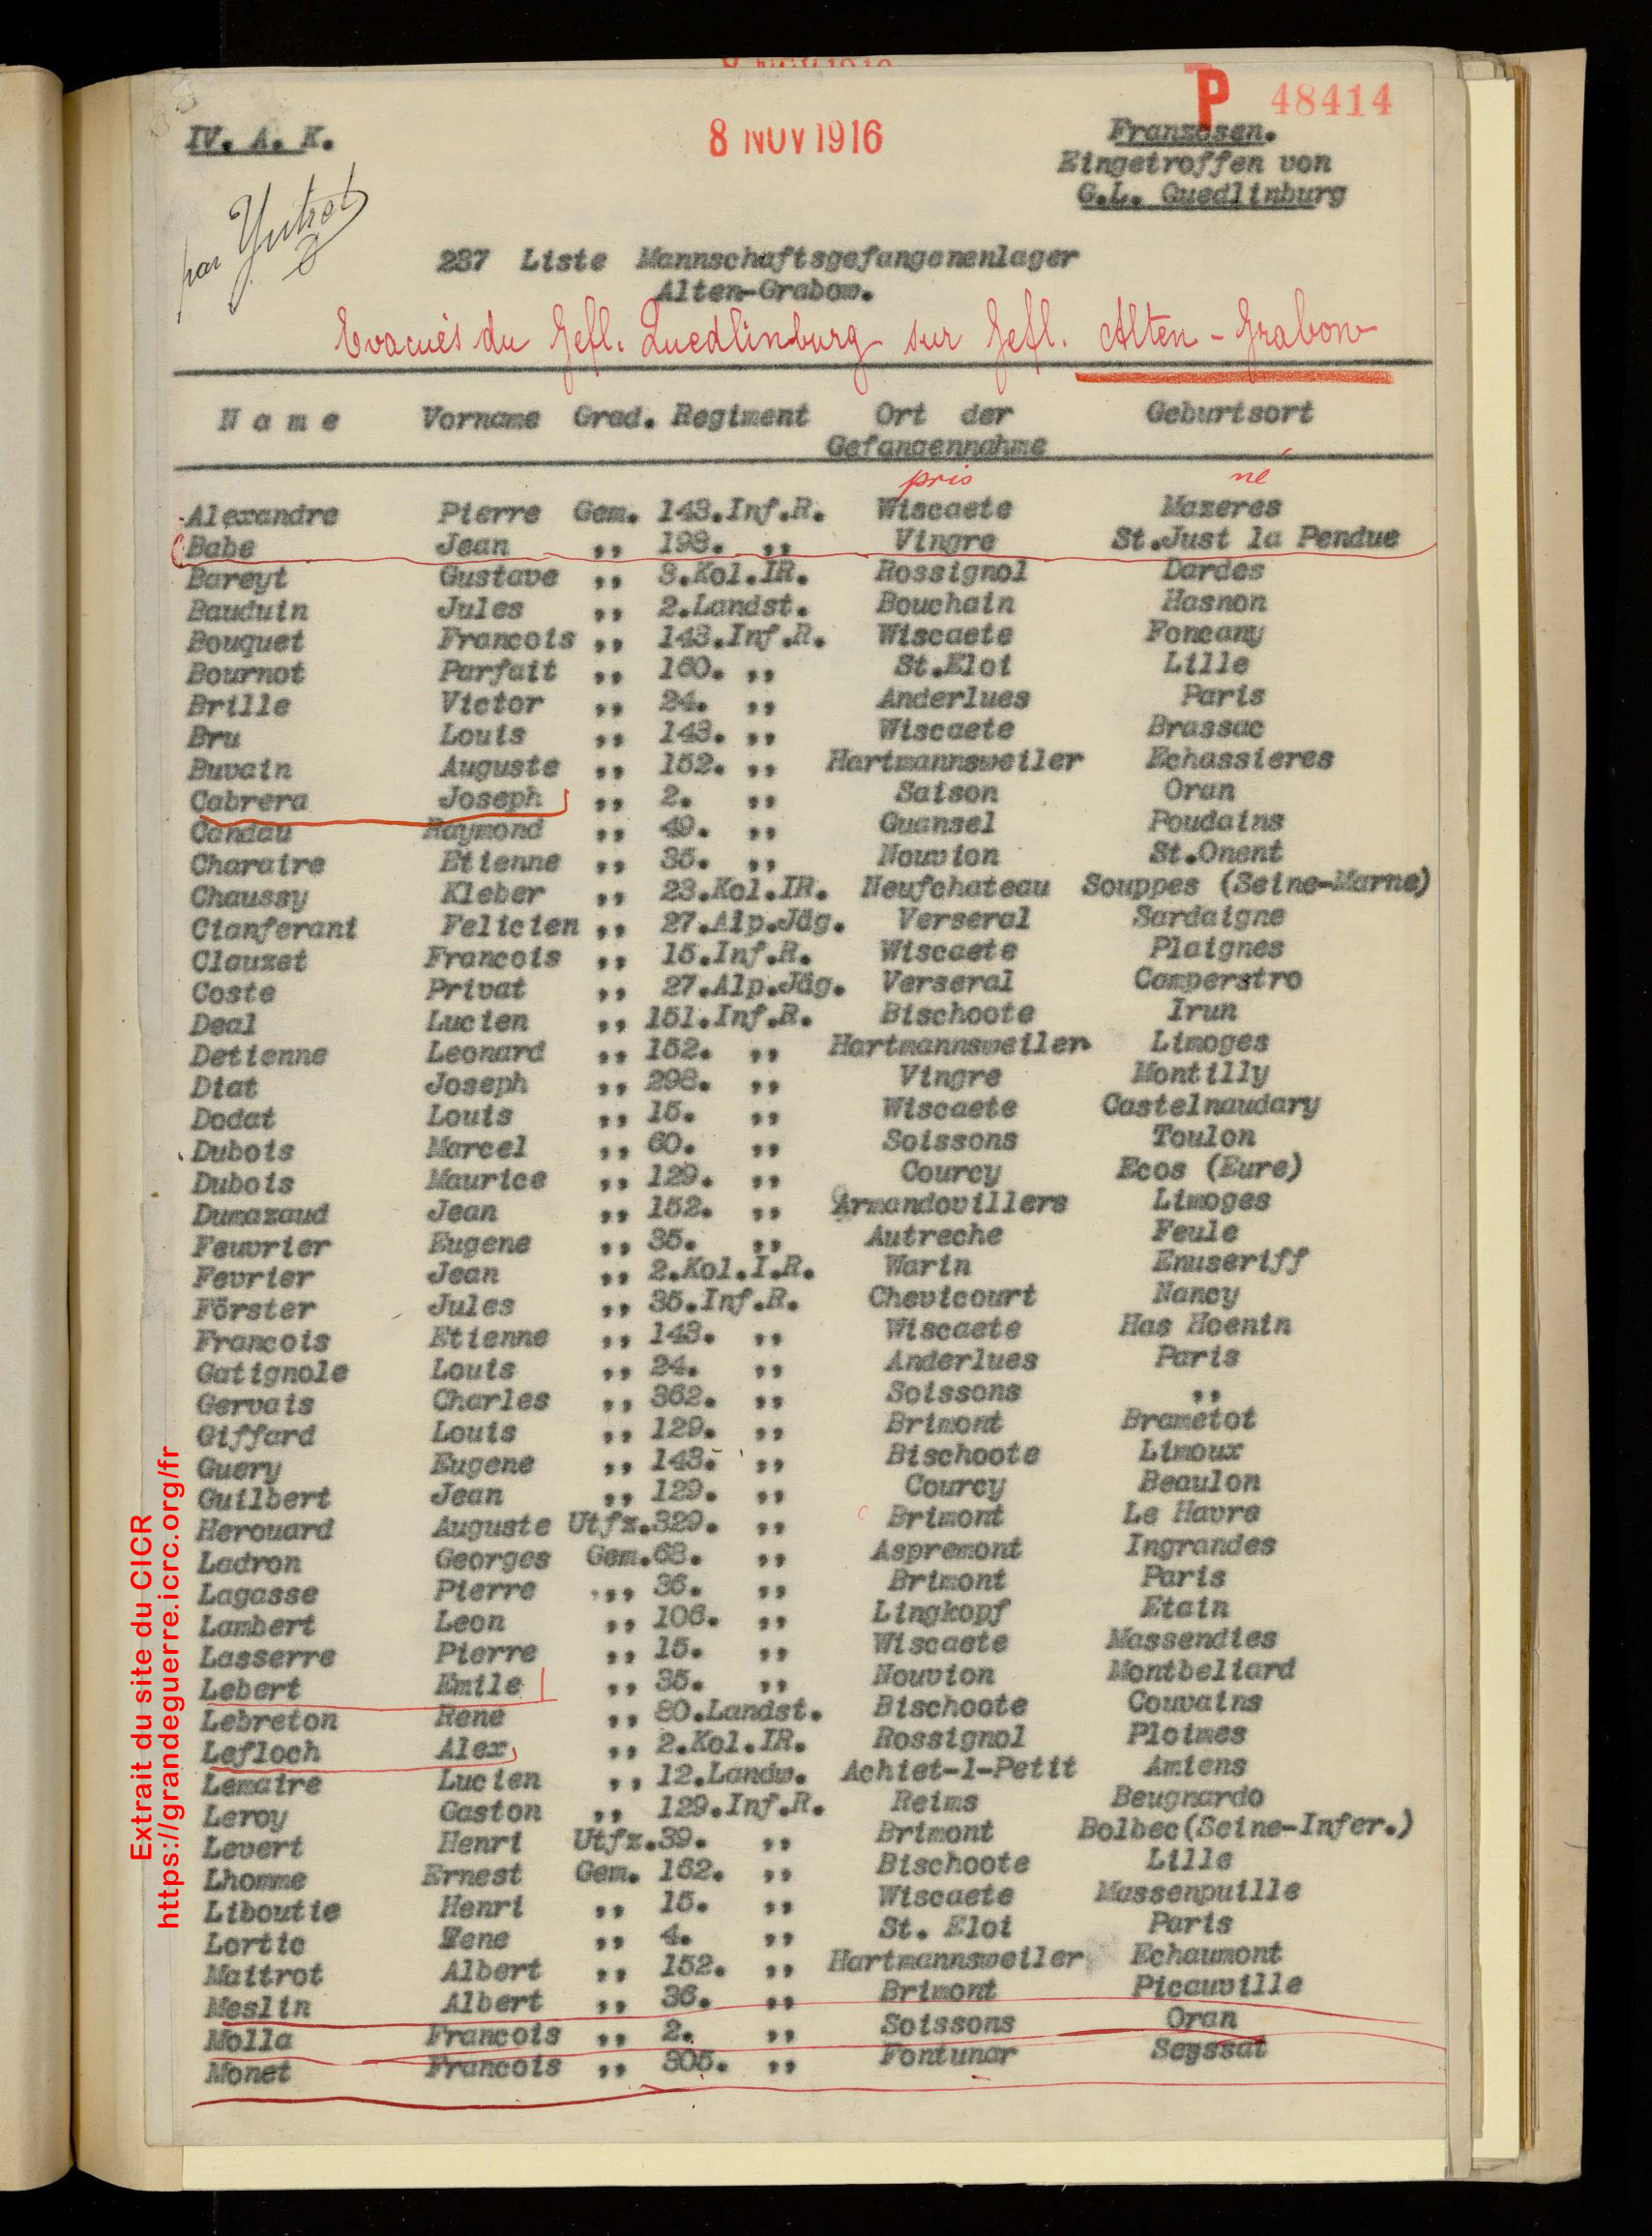 P 48414
IV. A. K.
8 NOV 1916
Franzosen.
Eingetroffen von
G.L. Quedlinburg
par
237 Liste Mannschaftsgefangenenlager
Alten-Grabow.
Evacués du Gefl. Quedlinburg sur Gefl. Alten-Grabow
Name Vorname Grad. Regiment Ort der Geburtsort
Gefangennahme
pris né
Alexandre Pierre Gem. 143.Inf.R. Wiscaete Mazeres
Babe Jean ,, 198. ,, Vingre St.Just la Pendue
Bareyt Gustave ,, 3.Kol.IR. Rossignol Dardes
Bauduin Jules ,, 2.Landst. Bouchain Hasnon
Bouquet Francois ,, 143.Inf.R. Wiscaete Foncany
Bournot Parfait ,, 160. ,, St.Eloi Lille
Brille Victor ,, 24. ,, Anderlues Paris
Bru Louis ,, 143. ,, Wiscaete Brassac
Buvain Auguste ,, 152. ,, Hartmannsweiler Echassieres
Cabrera Joseph ,, 2. ,, Saison Oran
Candau Raymond ,, 49. ,, Guansel Poudains
Charaire Etienne ,, 35. ,, Nouvion St.Onent
Chaussy Kleber ,, 23.Kol.IR. Neufchateau Souppes (Seine-Marne)
Cianferani Felicien ,, 27.Alp.Jäg. Verseral Sardaigne
Clauzet Francois ,, 15.Inf.R. Wiscaete Plaignes
Coste Privat ,, 27.Alp.Jäg. Verseral Camperstro
Deal Lucien ,, 151.Inf.R. Bischoote Irun
Detienne Leonard ,, 152. ,, Hartmannsweiler Limoges
Diat Joseph ,, 298. ,, Vingre Montilly
Dodat Louis ,, 15. ,, Wiscaete Castelnaudary
Dubois Marcel ,, 60. ,, Soissons Toulon
Dubois Maurice ,, 129. ,, Courcy Ecos (Eure)
Dumazaud Jean ,, 152. ,, Armandovillers Limoges
Feuvrier Eugene ,, 35. ,, Autreche Feule
Fevrier Jean ,, 2.Kol.I.R. Warin Enuseriff
Förster Jules ,, 35.Inf.R. Chevicourt Nancy
Francois Etienne ,, 143. ,, Wiscaete Has Hoenin
Gatignole Louis ,, 24. ,, Anderlues Paris
Gervais Charles ,, 362. ,, Soissons ,,
Giffard Louis ,, 129. ,, Brimont Brametot
Guery Eugene ,, 143. ,, Bischoote Limoux
Guilbert Jean ,, 129. ,, Courcy Beaulon
Herouard Auguste Utfz.329. ,, Brimont Le Havre
Ladron Georges Gem.68. ,, Aspremont Ingrandes
Lagasse Pierre ,, 36. ,, Brimont Paris
Lambert Leon ,, 106. ,, Lingkopf Etain
Lasserre Pierre ,, 15. ,, Wiscaete Massendies
Lebert Emile ,, 35. ,, Nouvion Montbeliard
Lebreton Rene ,, 80.Landst. Bischoote Couvains
Lefloch Alex, ,, 2.Kol.IR. Rossignol Ploimes
Lemaire Lucien ,, 12.Landw. Achiet-l-Petit Amiens
Leroy Gaston ,, 129.Inf.R. Reims Beugnardo
Levert Henri Utfz.39. ,, Brimont Bolbec(Seine-Infer.)
Lhomme Ernest Gem. 162. ,, Bischoote Lille
Liboutie Henri ,, 15. ,, Wiscaete Massenpuille
Lortic ,, 4. ,, St. Eloi Paris
Maitrot Albert ,, 152. ,, Hartmannsweiler Echaumont
Meslin Albert ,, 36. ,, Brimont Picauville
Molla Francois ,, 2. ,, Soissons Oran
Monet Francois ,, 305. ,, Fontunar Seyssat
Extrait du site du CICR
https://grandeguerre.icrc.org/fr